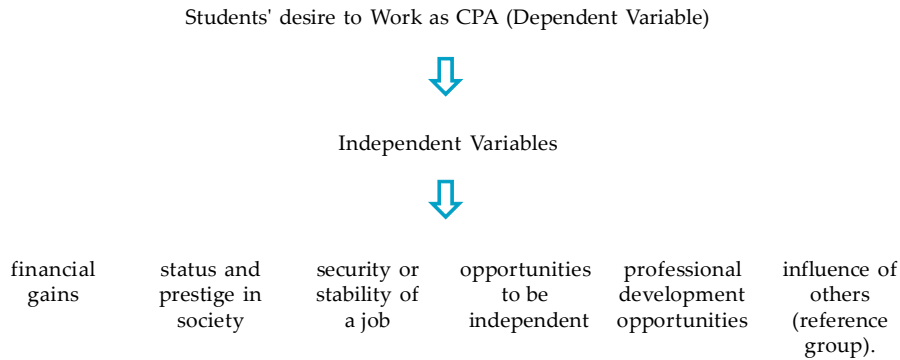 Students' desire to Work as CPA (Dependent Variable)
Independent Variables
financial
gains
status and
prestige in
society
security or
stability of
a job
opportunities
to be
independent
professional
development
opportunities
influence of
others
(reference
group).